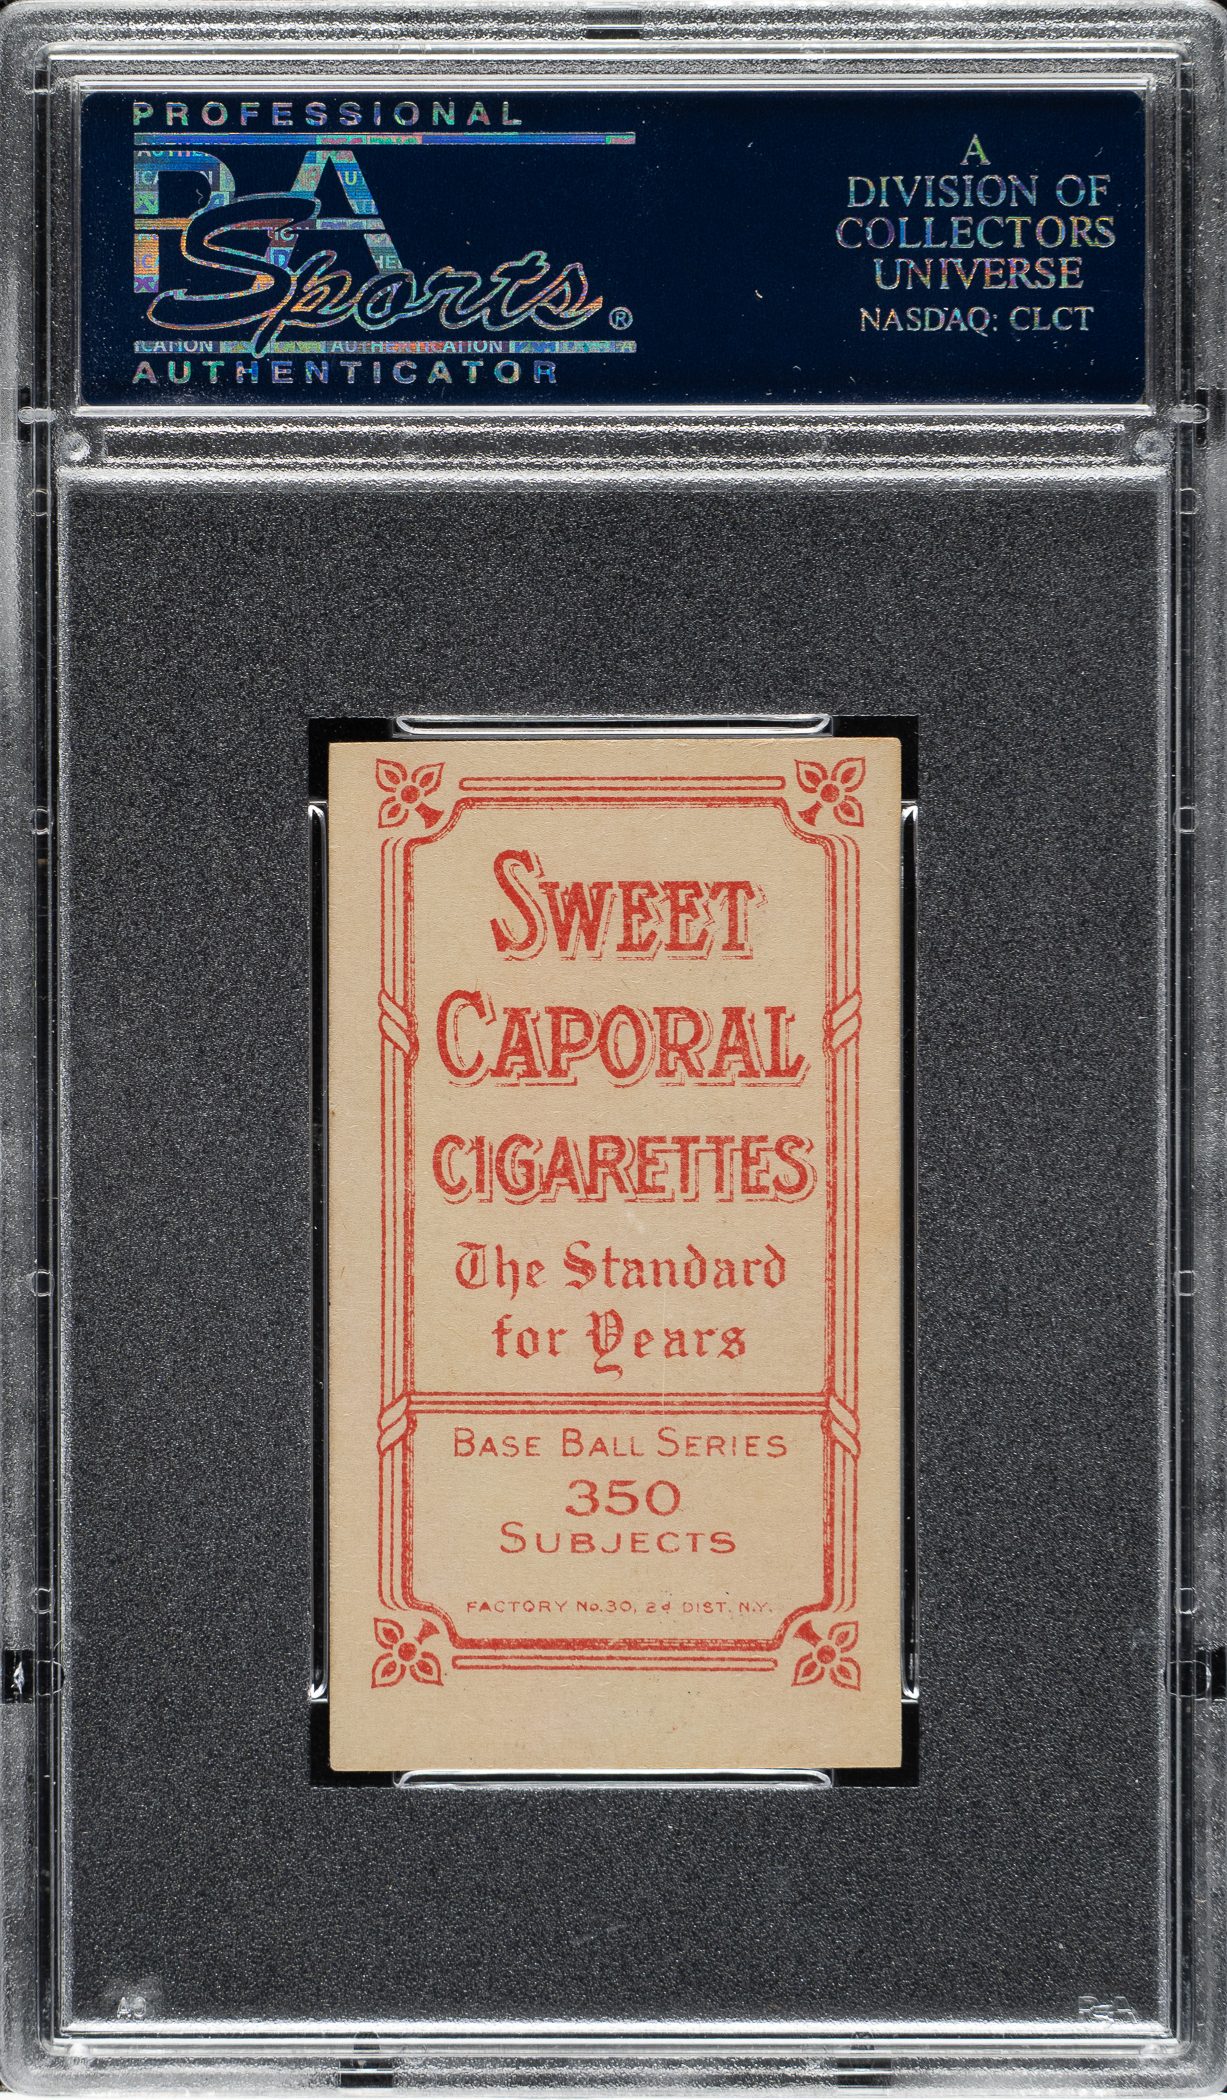 PROFESSIONAL
PSA
Sports®
AUTHENTICATOR
A
DIVISION OF
COLLECTORS
UNIVERSE
NASDAQ: CLCT
SWEET
CAPORAL
CIGARETTES
The Standard
for Years
BASE BALL SERIES
350
SUBJECTS
FACTORY No. 30, 2d DIST. N.Y.
PSA